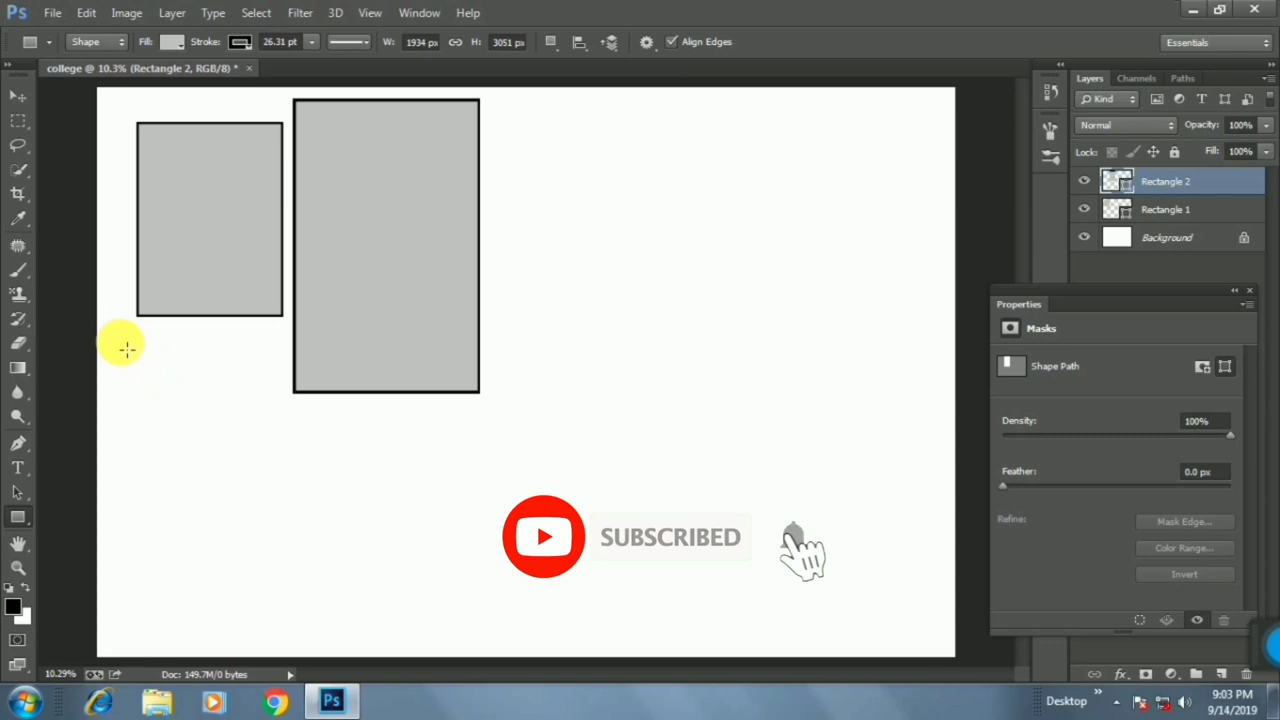 Ps File Edit Image Layer Type Select Filter 3D View Window Help
Shape Fill: Stroke: 26.31 pt W: 1934 px H: 3051 px Align Edges Essentials
college @ 10.3% (Rectangle 2, RGB/8) * ×
Layers Channels Paths
Kind T
Normal Opacity: 100%
Lock: Fill: 100%
Rectangle 2
Rectangle 1
Background
Properties
Masks
Shape Path
Density: 100%
Feather: 0.0 px
Refine: Mask Edge...
Color Range...
Invert
SUBSCRIBED
10.29% Doc: 149.7M/0 bytes
Ps Desktop » 9:03 PM
9/14/2019